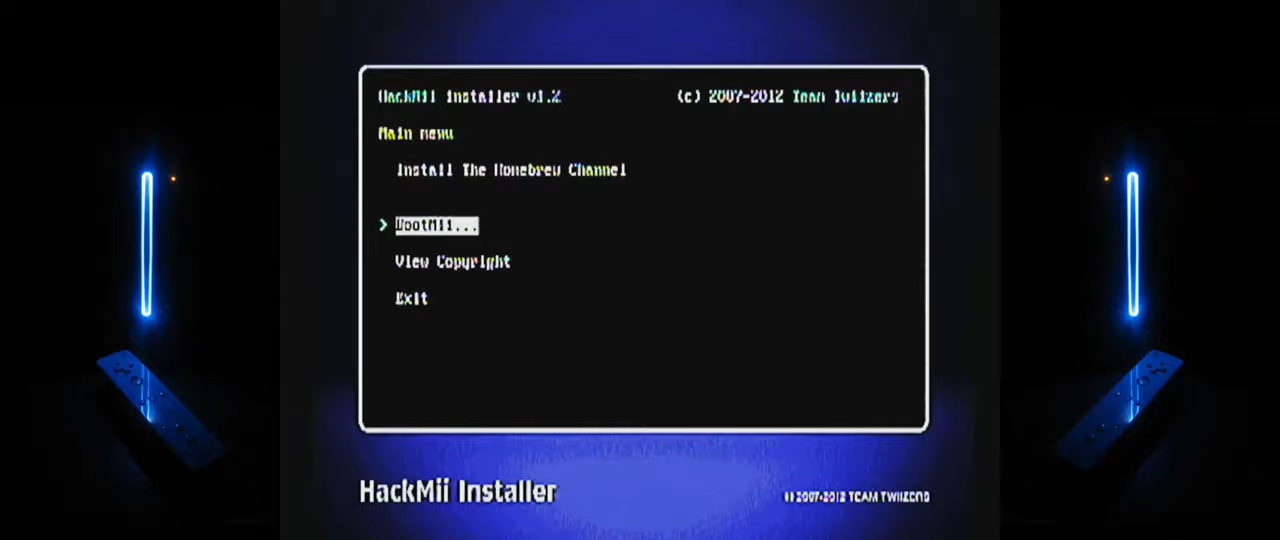 HackMii installer v1.2 (c) 2007-2012 Team Twiizers
Main menu
Install The Homebrew Channel
BootMii...
View Copyright
Exit
HackMii Installer
© 2007-2012 TEAM TWIIZERS